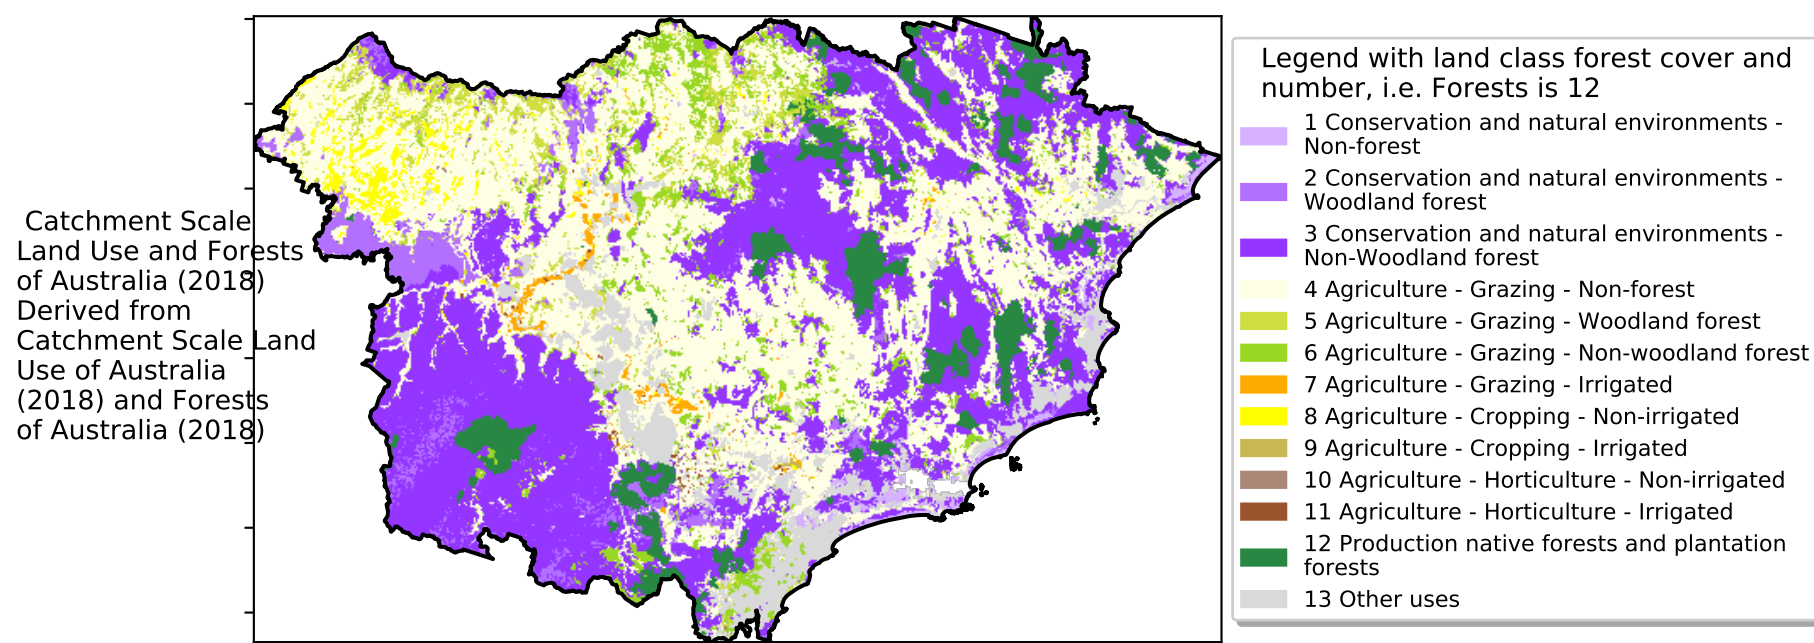 Catchment Scale
Land Use and Forests
of Australia (2018)
Derived from
Catchment Scale Land
Use of Australia
(2018) and Forests
of Australia (2018)
Legend with land class forest cover and
number, i.e. Forests is 12
1 Conservation and natural environments -
Non-forest
2 Conservation and natural environments -
Woodland forest
3 Conservation and natural environments -
Non-Woodland forest
4 Agriculture - Grazing - Non-forest
5 Agriculture - Grazing - Woodland forest
6 Agriculture - Grazing - Non-woodland forest
7 Agriculture - Grazing - Irrigated
8 Agriculture - Cropping - Non-irrigated
9 Agriculture - Cropping - Irrigated
10 Agriculture - Horticulture - Non-irrigated
11 Agriculture - Horticulture - Irrigated
12 Production native forests and plantation
forests
13 Other uses